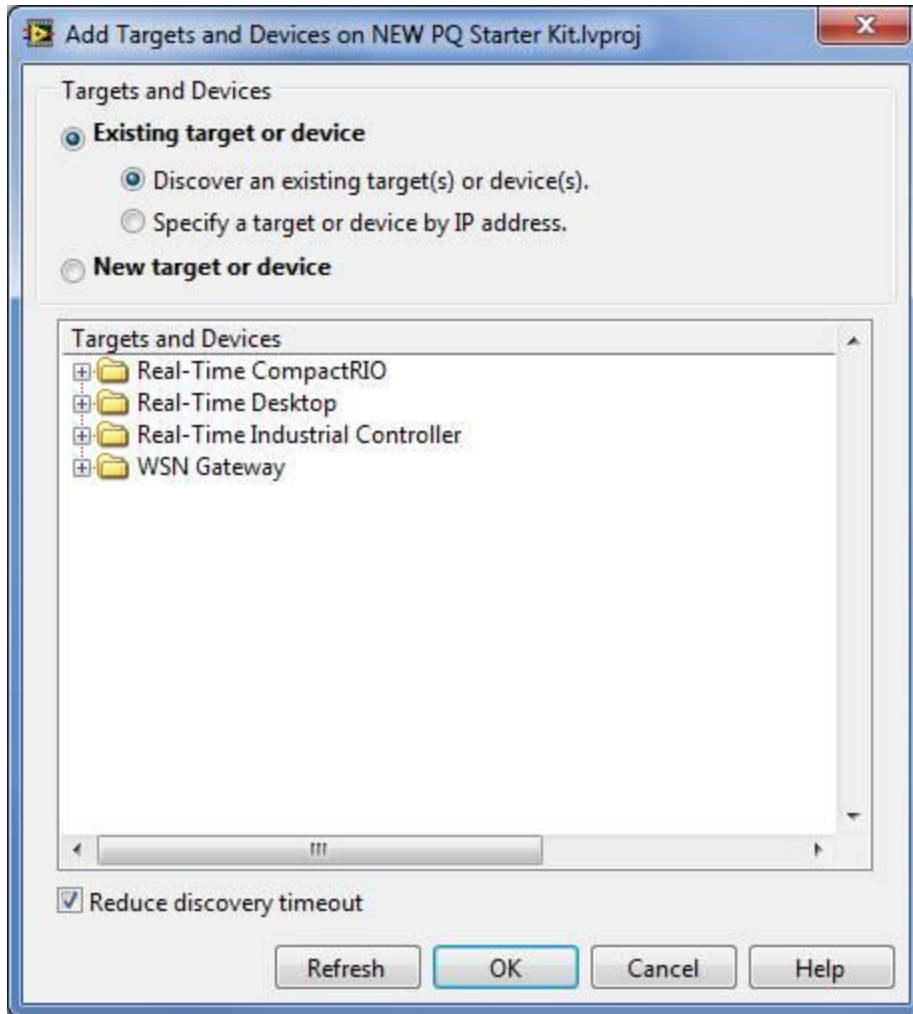 Add Targets and Devices on NEW PQ Starter Kit.lvproj
Targets and Devices
Existing target or device
Discover an existing target(s) or device(s).
Specify a target or device by IP address.
New target or device
Targets and Devices
Real-Time CompactRIO
Real-Time Desktop
Real-Time Industrial Controller
WSN Gateway
Reduce discovery timeout
Refresh OK Cancel Help